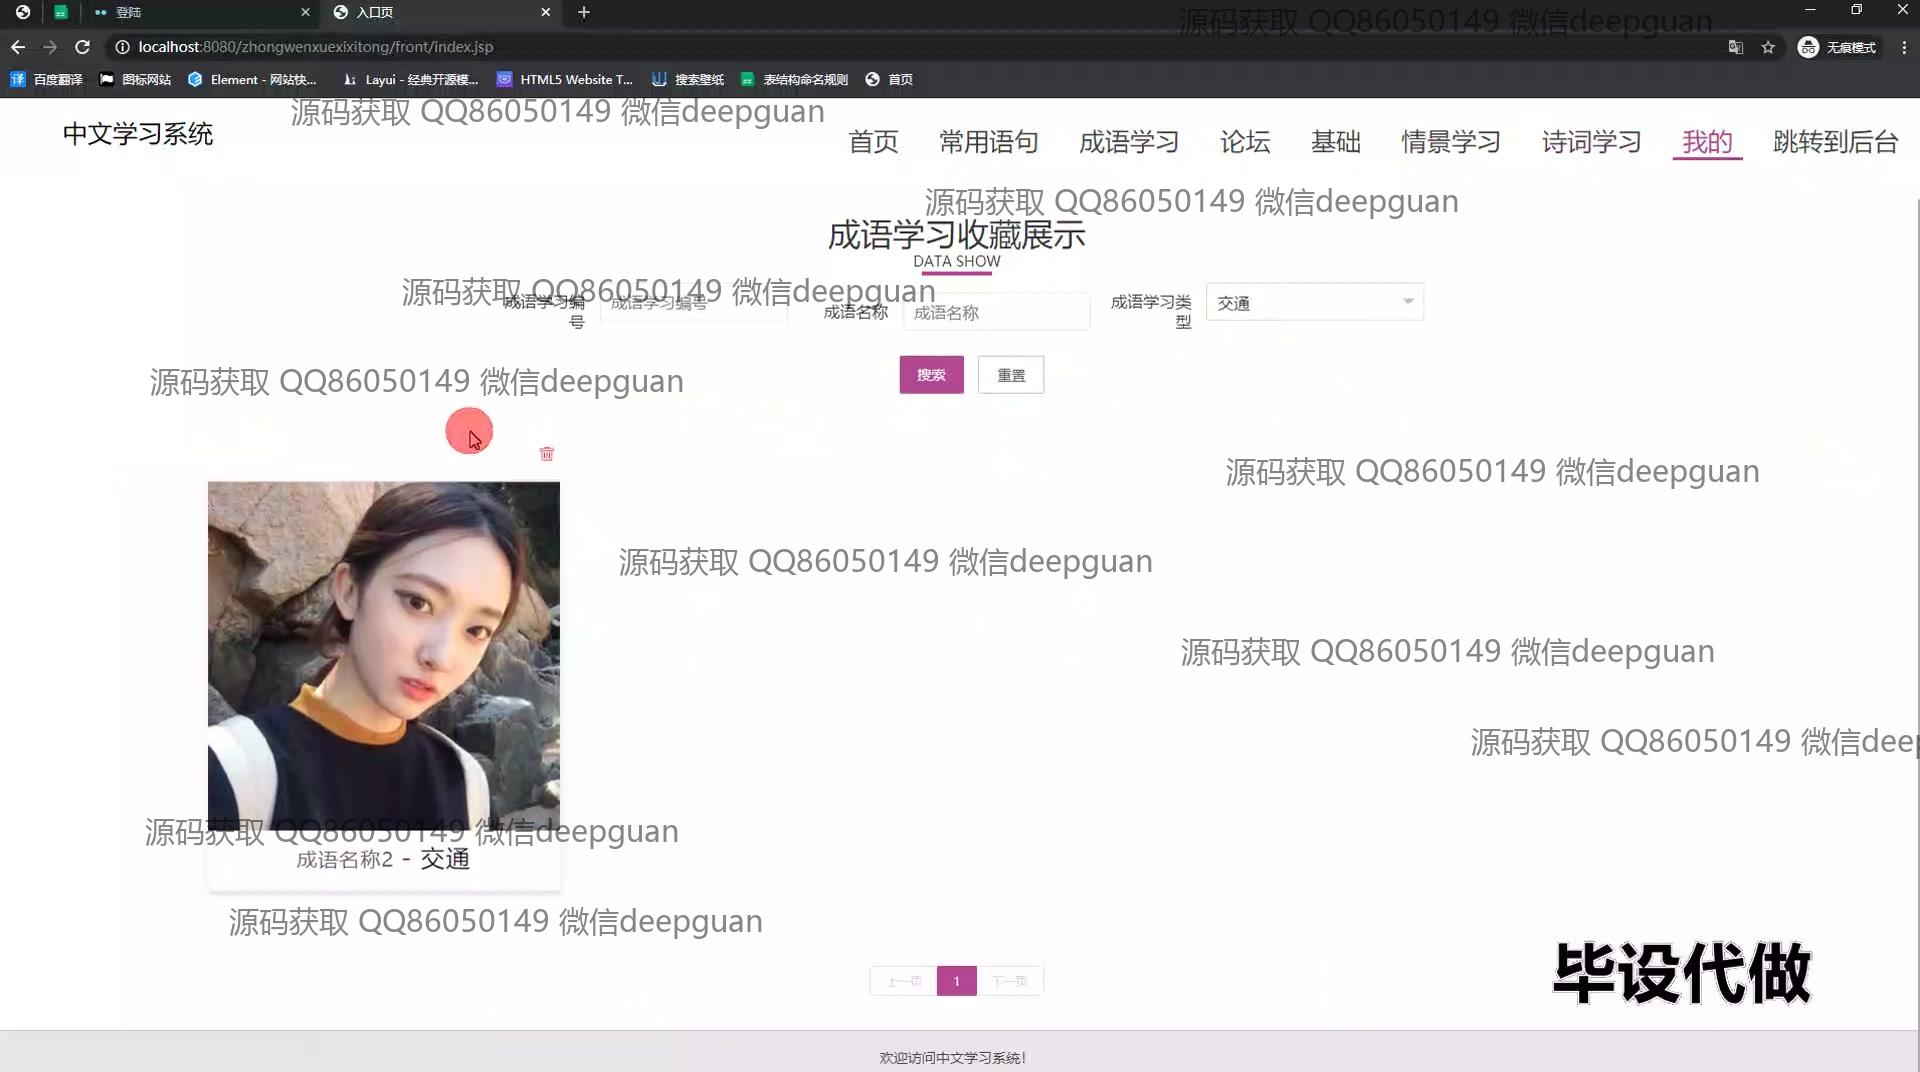 登陆
入口页
源码获取 QQ86050149 微信deepguan
localhost:8080/zhongwenxuexixitong/front/index.jsp
无痕模式
百度翻译
图标网站
Element - 网站快...
Layui - 经典开源模...
HTML5 Website T...
搜索壁纸
表结构命名规则
首页
源码获取 QQ86050149 微信deepguan
中文学习系统
首页
常用语句
成语学习
论坛
基础
情景学习
诗词学习
我的
跳转到后台
源码获取 QQ86050149 微信deepguan
成语学习收藏展示
DATA SHOW
源码获取 QQ86050149 微信deepguan
成语学习编
号
成语学习编号
成语名称
成语名称
成语学习类
型
交通
搜索
重置
源码获取 QQ86050149 微信deepguan
源码获取 QQ86050149 微信deepguan
源码获取 QQ86050149 微信deepguan
源码获取 QQ86050149 微信deepguan
源码获取 QQ86050149 微信deep
源码获取 QQ86050149 微信deepguan
成语名称2 - 交通
源码获取 QQ86050149 微信deepguan
毕设代做
上一页
1
下一页
欢迎访问中文学习系统!